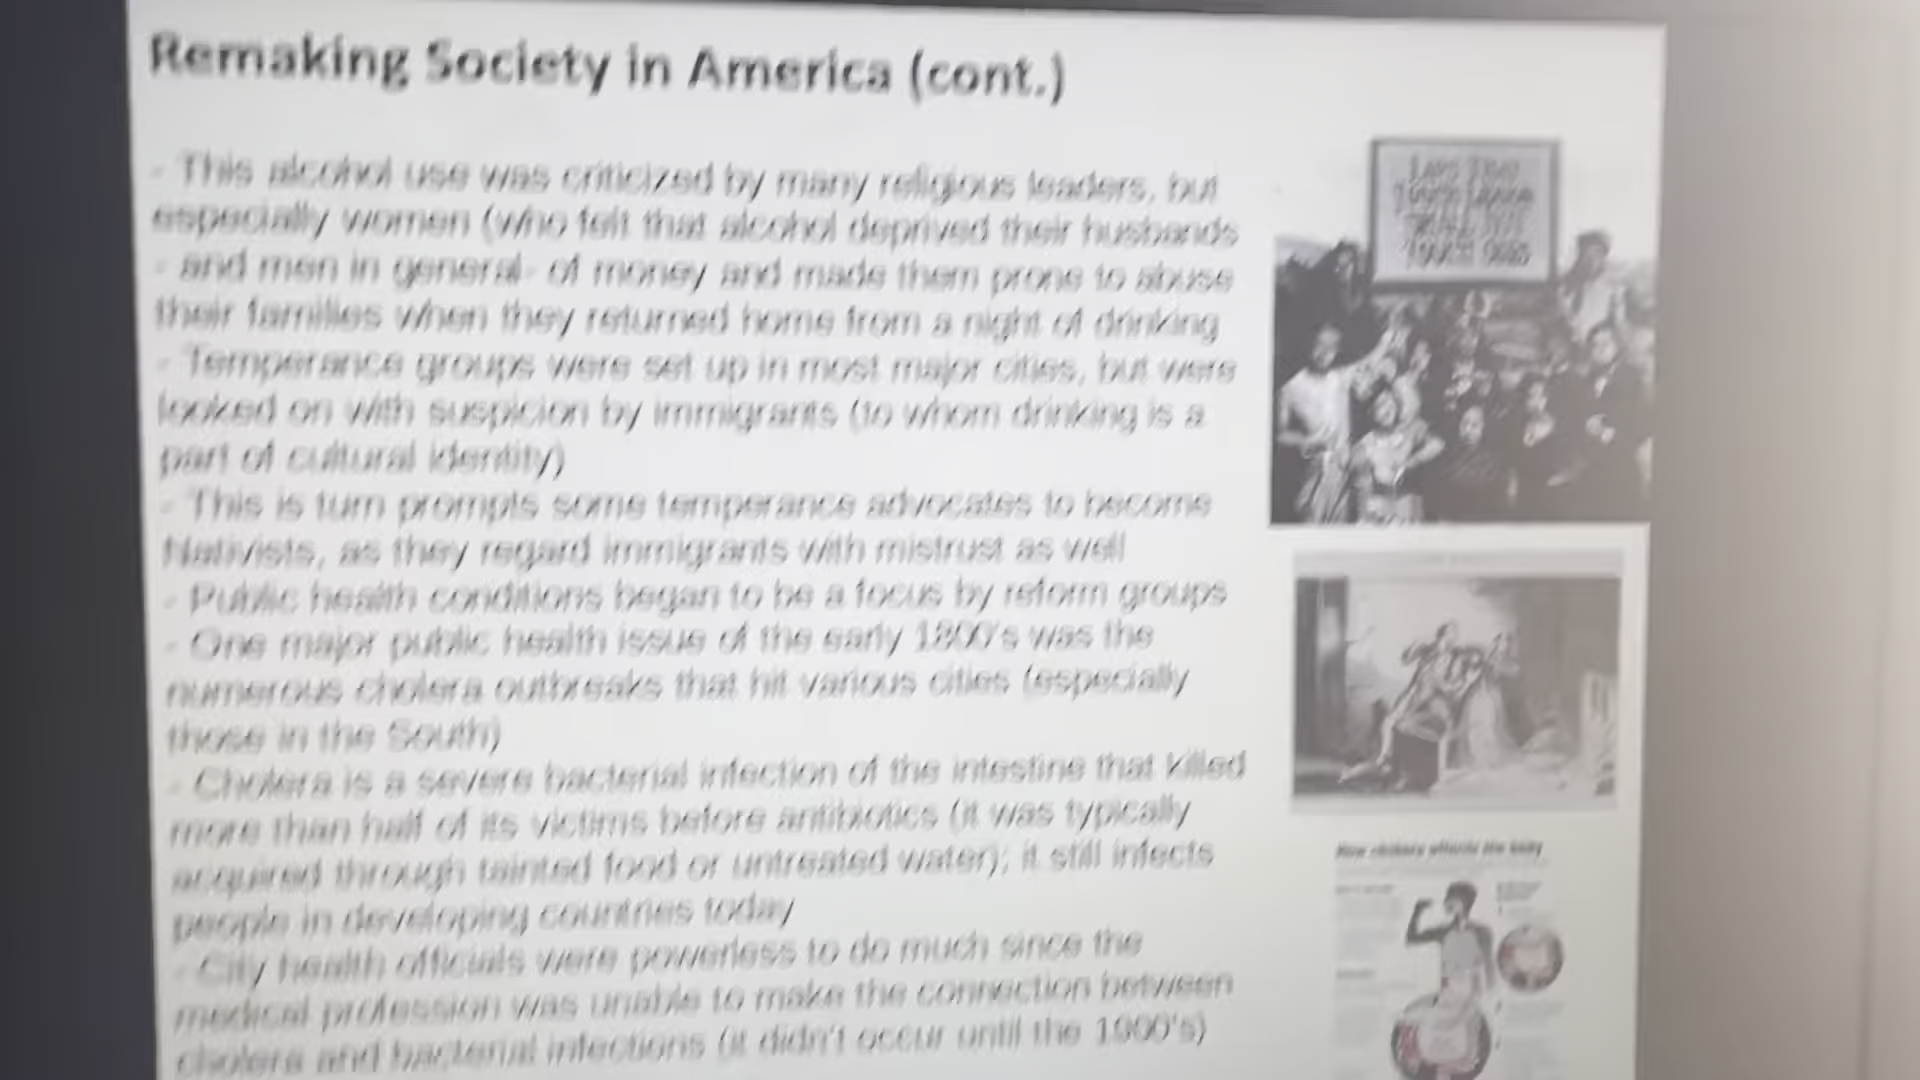 Remaking Society in America (cont.)
- This alcohol use was criticized by many religious leaders, but
especially women (who felt that alcohol deprived their husbands
- and men in general- of money and made them prone to abuse
their families when they returned home from a night of drinking
- Temperance groups were set up in most major cities, but were
looked on with suspicion by immigrants (to whom drinking is a
part of cultural identity)
- This is turn prompts some temperance advocates to become
Nativists, as they regard immigrants with mistrust as well
- Public health conditions began to be a focus by reform groups
- One major public health issue of the early 1800's was the
numerous cholera outbreaks that hit various cities (especially
those in the South)
- Cholera is a severe bacterial infection of the intestine that killed
more than half of its victims before antibiotics (it was typically
acquired through tainted food or untreated water); it still infects
people in developing countries today
- City health officials were powerless to do much since the
medical profession was unable to make the connection between
cholera and bacterial infections (it didn't occur until the 1900's)
How cholera affects the body